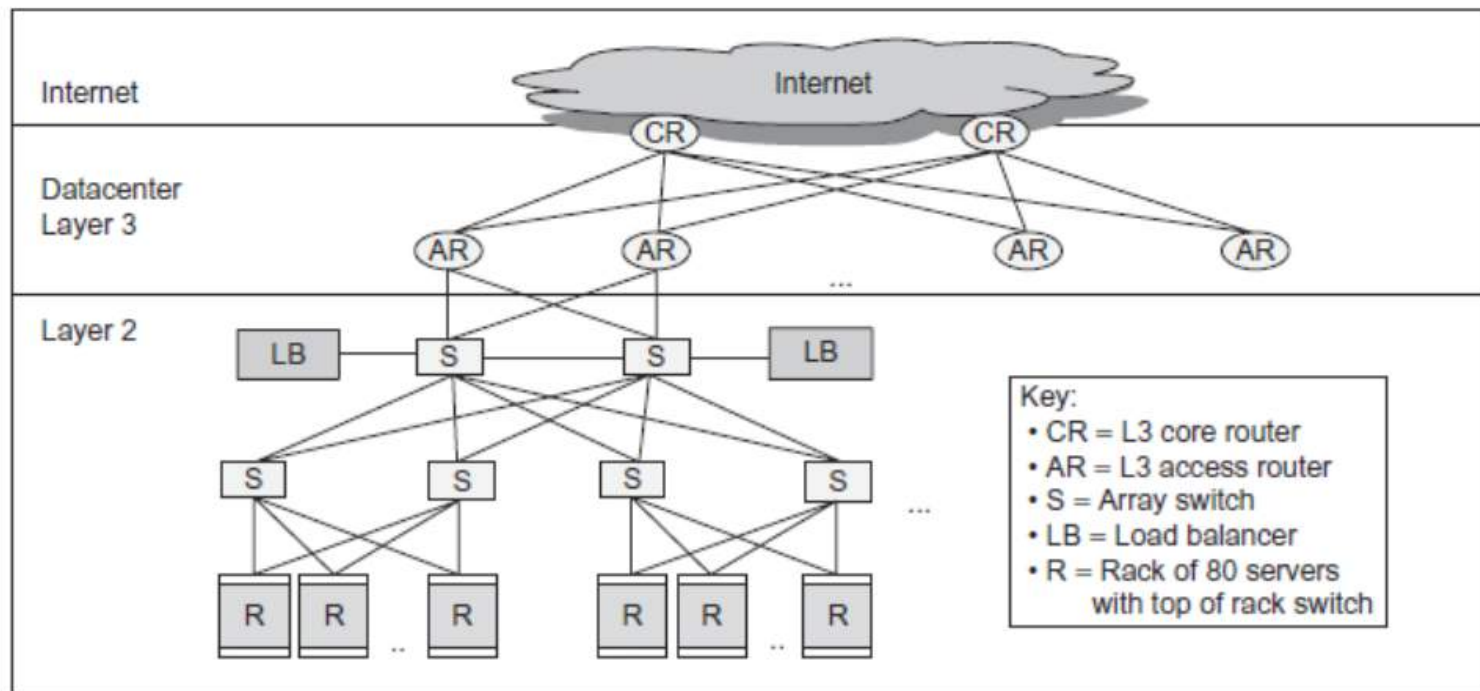 Internet
Internet
CR CR
Datacenter
Layer 3
AR AR AR AR
...
Layer 2
LB S S LB
S S S S
...
R R .. R R R .. R
Key:
• CR = L3 core router
• AR = L3 access router
• S = Array switch
• LB = Load balancer
• R = Rack of 80 servers
with top of rack switch